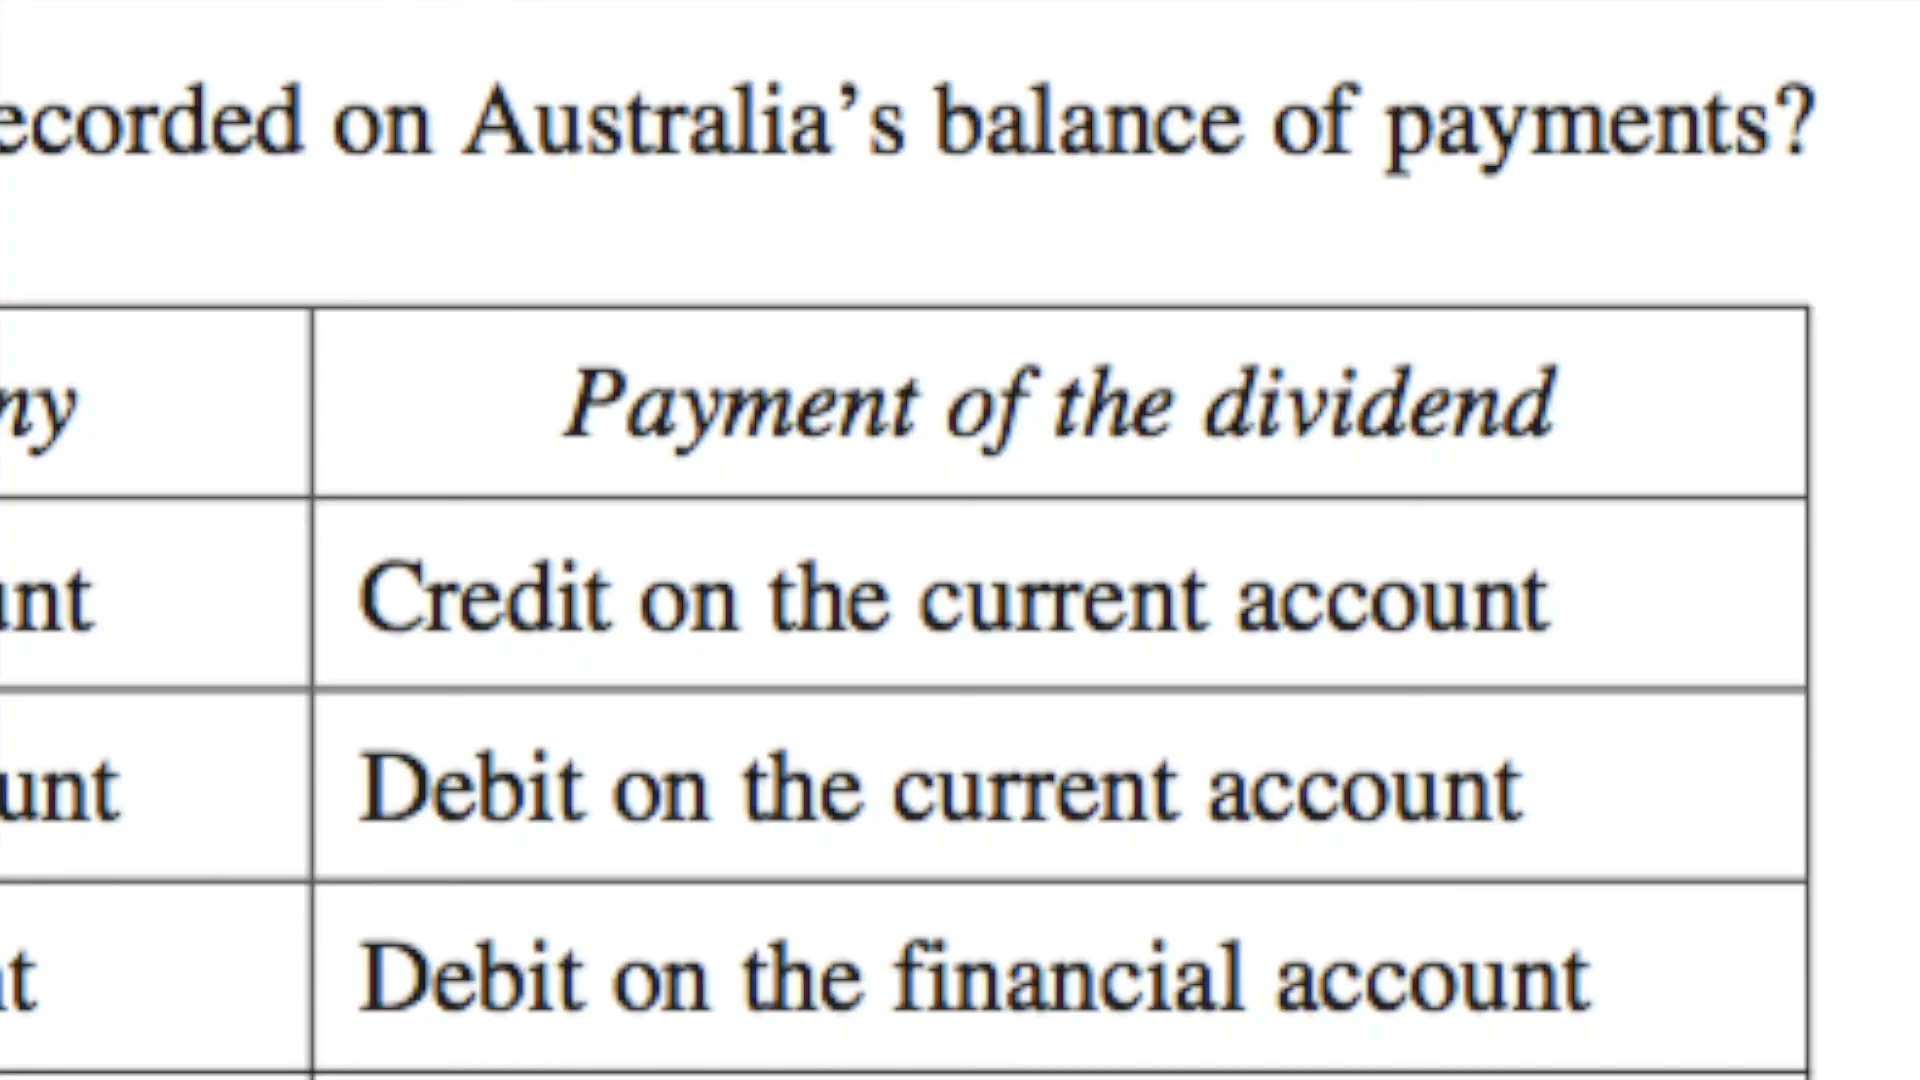 ecorded on Australia’s balance of payments?
ny Payment of the dividend
unt Credit on the current account
unt Debit on the current account
nt Debit on the financial account